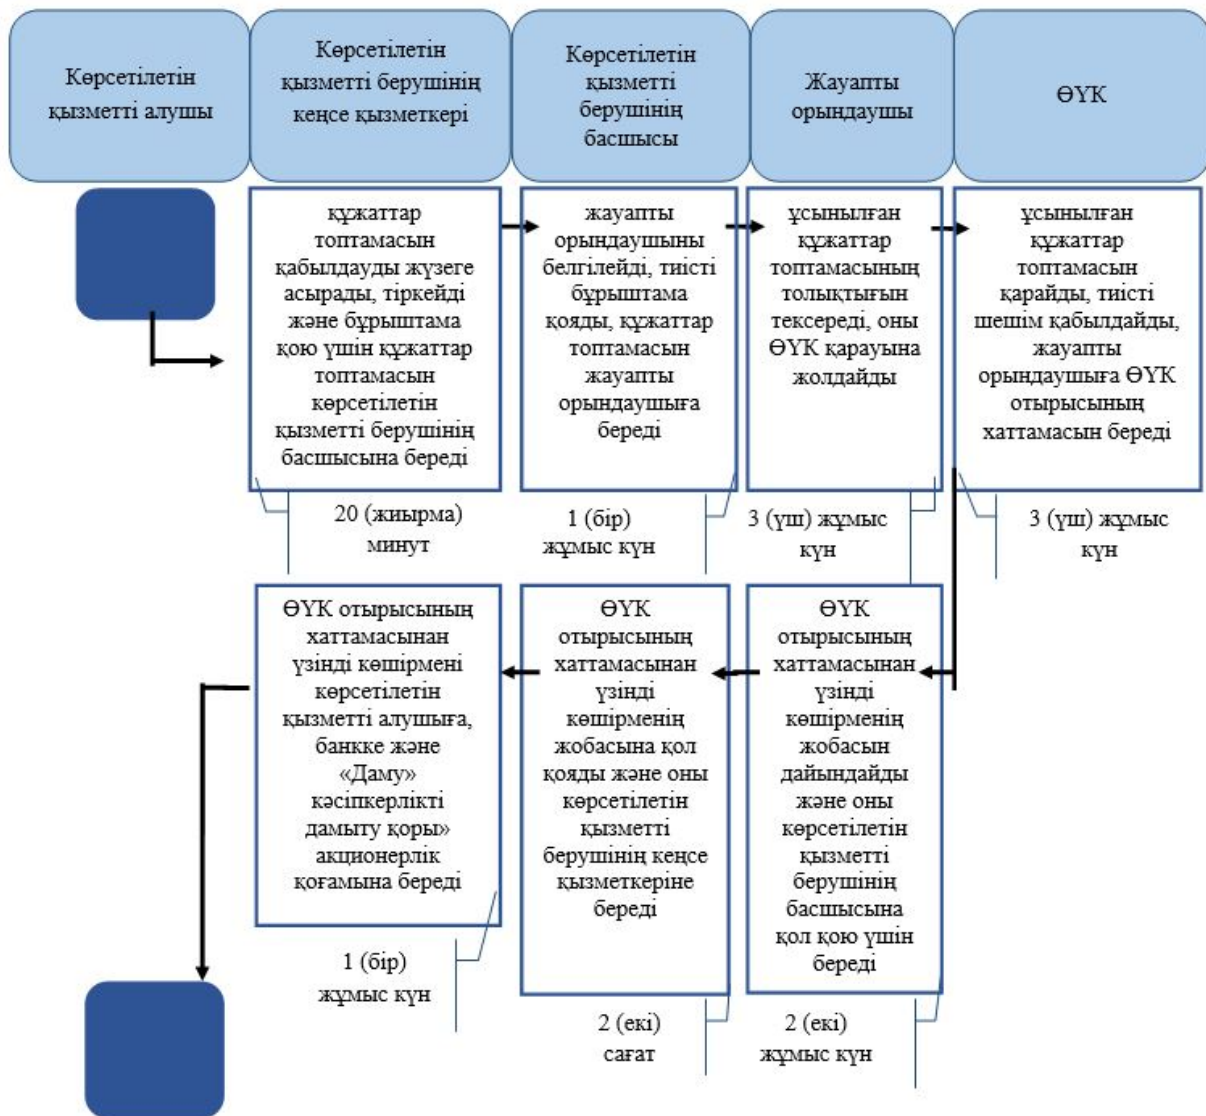 Көрсетілетін
қызметті алушы
Көрсетілетін
қызметті берушінің
кеңсе қызметкері
Көрсетілетін
қызметті
берушінің
басшысы
Жауапты
орындаушы
ӨҮК
құжаттар
топтамасын
қабылдауды жүзеге
асырады, тіркейді
және бұрыштама
қою үшін құжаттар
топтамасын
көрсетілетін
қызметті берушінің
басшысына береді
жауапты
орындаушыны
белгілейді, тиісті
бұрыштама
қояды, құжаттар
топтамасын
жауапты
орындаушыға
береді
ұсынылған
құжаттар
топтамасының
толықтығын
тексереді, оны
ӨҮК қарауына
жолдайды
ұсынылған
құжаттар
топтамасын
қарайды, тиісті
шешім қабылдайды,
жауапты
орындаушыға ӨҮК
отырысының
хаттамасын береді
20 (жиырма)
минут
1 (бір)
жұмыс күн
3 (үш) жұмыс
күн
3 (үш) жұмыс
күн
ӨҮК отырысының
хаттамасынан
үзінді көшірмені
көрсетілетін
қызметті алушыға,
банкке және
«Даму»
кәсіпкерлікті
дамыту қоры»
акционерлік
қоғамына береді
ӨҮК
отырысының
хаттамасынан
үзінді
көшірменің
жобасына қол
қояды және оны
көрсетілетін
қызметті
берушінің кеңсе
қызметкеріне
береді
ӨҮК
отырысының
хаттамасынан
үзінді
көшірменің
жобасын
дайындайды
және оны
көрсетілетін
қызметті
берушінің
басшысына
қол қою үшін
береді
1 (бір)
жұмыс күн
2 (екі)
сағат
2 (екі)
жұмыс күн